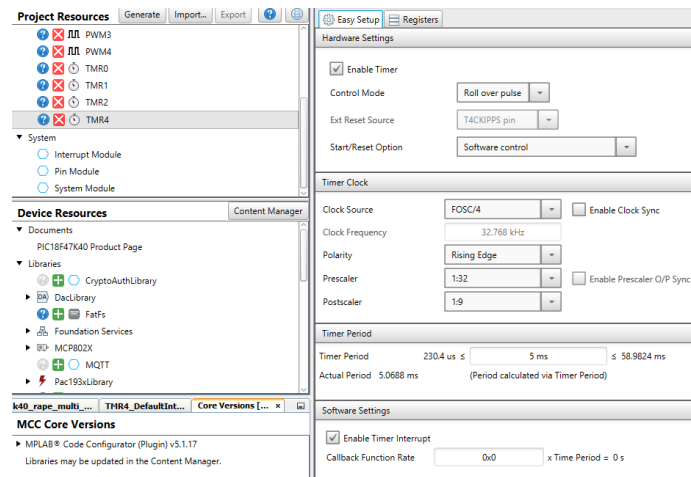 Project Resources Generate Import... Export
PWM3
PWM4
TMR0
TMR1
TMR2
TMR4
System
Interrupt Module
Pin Module
System Module
Device Resources Content Manager
Documents
PIC18F47K40 Product Page
Libraries
CryptoAuthLibrary
DacLibrary
FatFs
Foundation Services
MCP802X
MQTT
Pac193xLibrary
k40_rape_multi_... TMR4_DefaultInt... Core Versions [...
MCC Core Versions
MPLAB® Code Configurator (Plugin) v5.1.17
Libraries may be updated in the Content Manager.
Easy Setup Registers
Hardware Settings
Enable Timer
Control Mode Roll over pulse
Ext Reset Source T4CKIPPS pin
Start/Reset Option Software control
Timer Clock
Clock Source FOSC/4 Enable Clock Sync
Clock Frequency 32.768 kHz
Polarity Rising Edge
Prescaler 1:32 Enable Prescaler O/P Sync
Postscaler 1:9
Timer Period
Timer Period 230.4 us ≤ 5 ms ≤ 58.9824 ms
Actual Period 5.0688 ms (Period calculated via Timer Period)
Software Settings
Enable Timer Interrupt
Callback Function Rate 0x0 x Time Period = 0 s